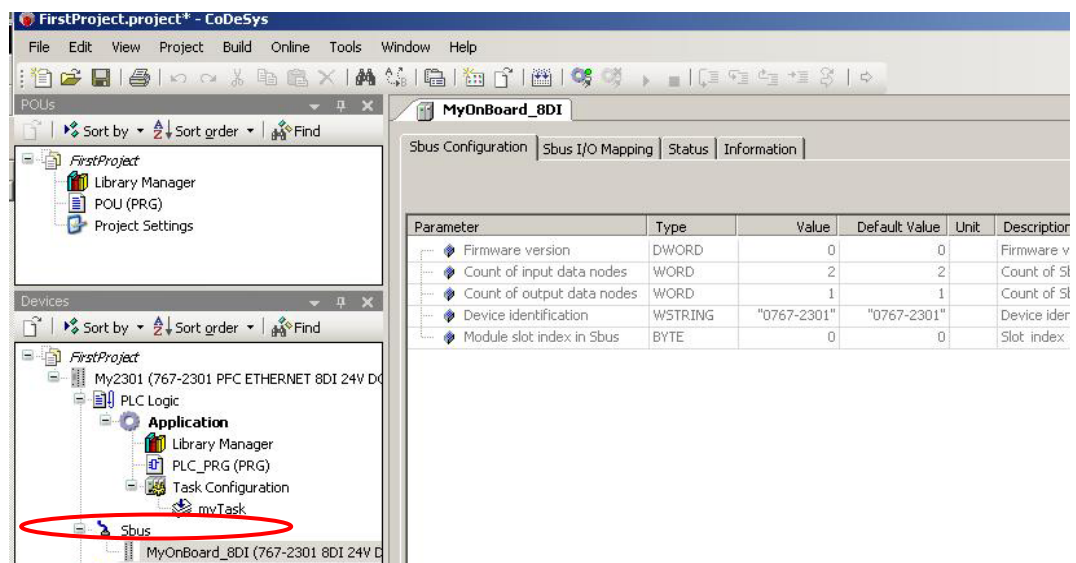 FirstProject.project* - CoDeSys
File Edit View Project Build Online Tools Window Help
POUs
Sort by Sort order Find
FirstProject
Library Manager
POU (PRG)
Project Settings
Devices
Sort by Sort order Find
FirstProject
My2301 (767-2301 PFC ETHERNET 8DI 24V DC
PLC Logic
Application
Library Manager
PLC_PRG (PRG)
Task Configuration
myTask
Sbus
MyOnBoard_8DI (767-2301 8DI 24V D
MyOnBoard_8DI
Sbus Configuration Sbus I/O Mapping Status Information
Parameter Type Value Default Value Unit Description
Firmware version DWORD 0 0 Firmware v
Count of input data nodes WORD 2 2 Count of Sb
Count of output data nodes WORD 1 1 Count of Sb
Device identification WSTRING "0767-2301" "0767-2301" Device iden
Module slot index in Sbus BYTE 0 0 Slot index